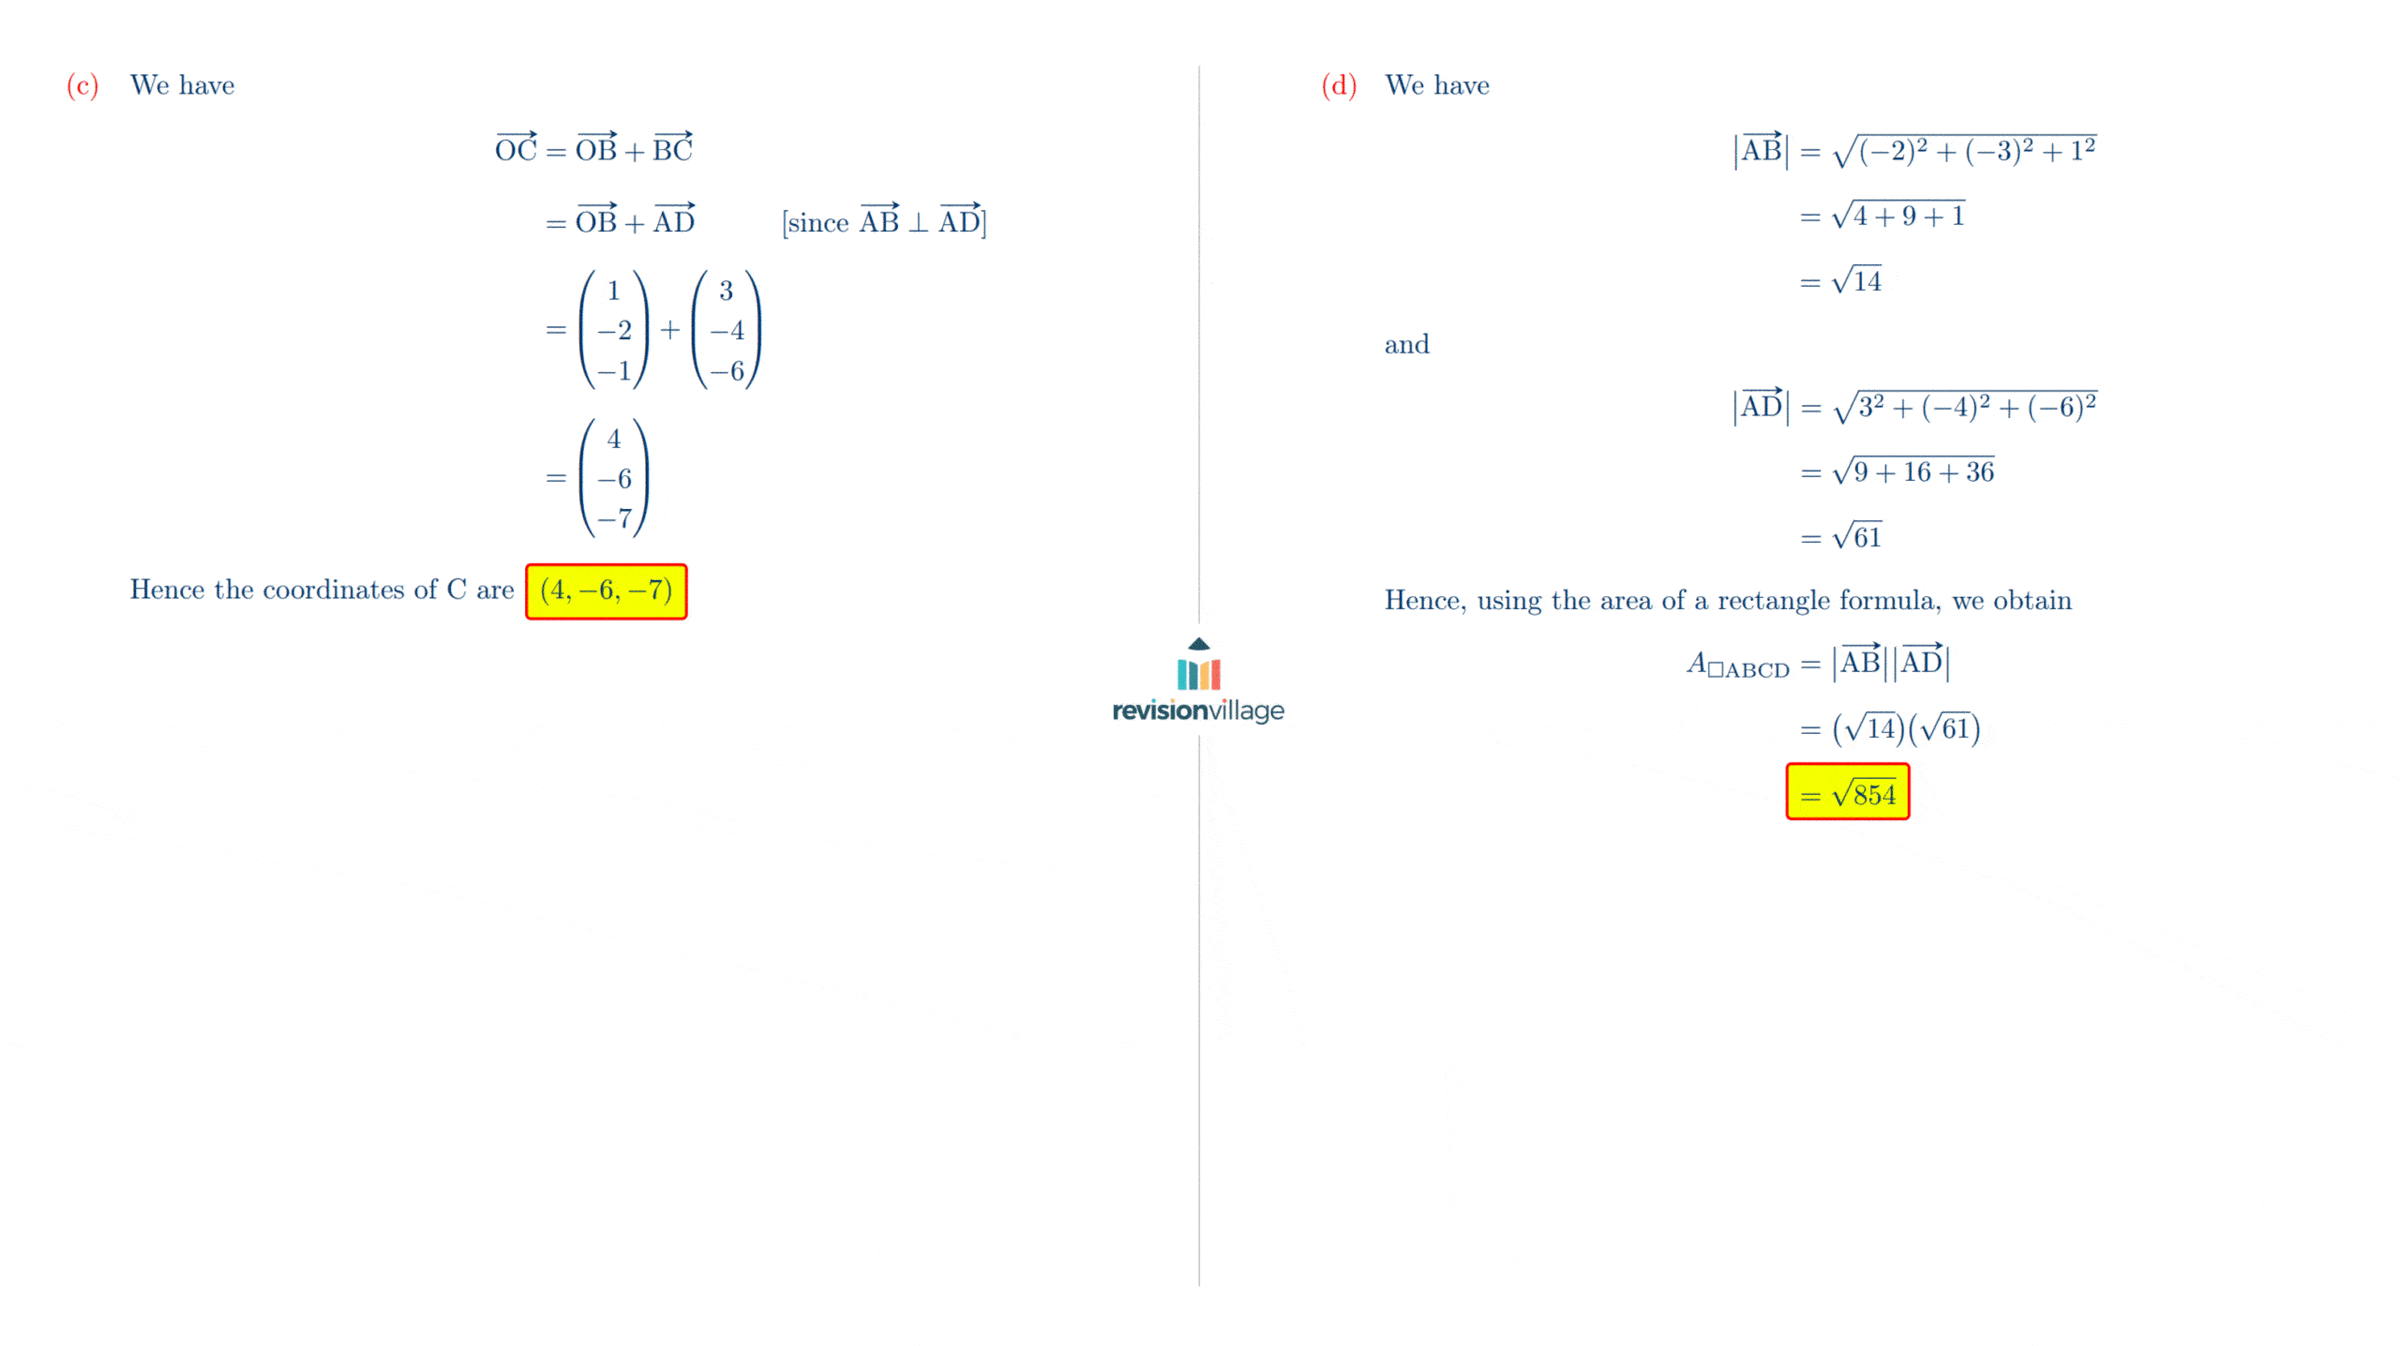 (c) We have
\overrightarrow{OC} = \overrightarrow{OB} + \overrightarrow{BC}
= \overrightarrow{OB} + \overrightarrow{AD} [since \overrightarrow{AB} ⊥ \overrightarrow{AD}]
= \begin{pmatrix} 1 \\ −2 \\ −1 \end{pmatrix} + \begin{pmatrix} 3 \\ −4 \\ −6 \end{pmatrix}
= \begin{pmatrix} 4 \\ −6 \\ −7 \end{pmatrix}
Hence the coordinates of C are (4, −6, −7)
revisionvillage
(d) We have
|\overrightarrow{AB}| = \sqrt{(−2)^2 + (−3)^2 + 1^2}
= \sqrt{4 + 9 + 1}
= \sqrt{14}
and
|\overrightarrow{AD}| = \sqrt{3^2 + (−4)^2 + (−6)^2}
= \sqrt{9 + 16 + 36}
= \sqrt{61}
Hence, using the area of a rectangle formula, we obtain
A_{□ABCD} = |\overrightarrow{AB}||\overrightarrow{AD}|
= (\sqrt{14})(\sqrt{61})
= \sqrt{854}